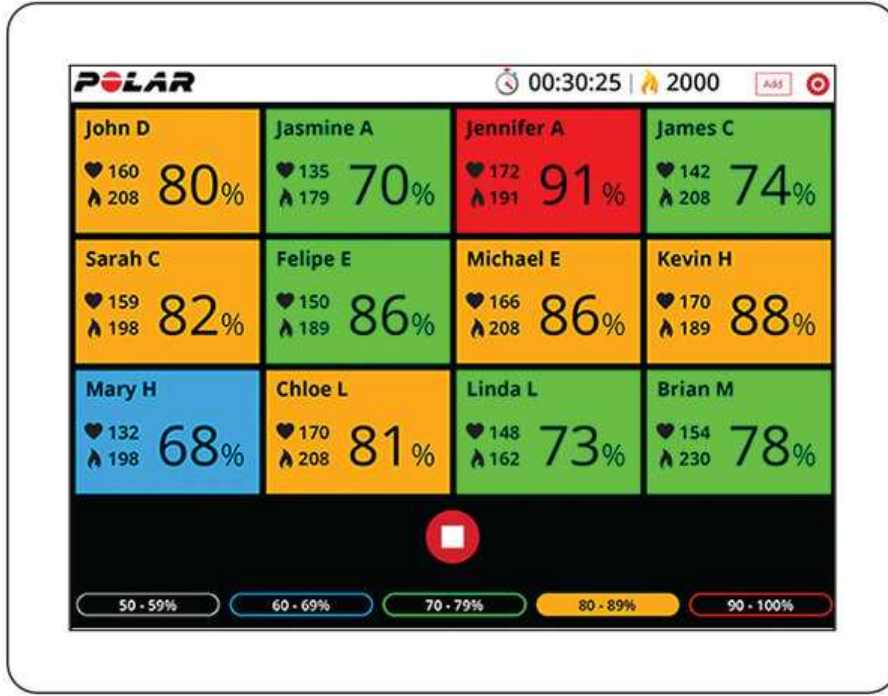 POLAR 00:30:25 | 2000 Add
John D
160
208
80%
Jasmine A
135
179
70%
Jennifer A
172
191
91%
James C
142
208
74%
Sarah C
159
198
82%
Felipe E
150
189
86%
Michael E
166
208
86%
Kevin H
170
189
88%
Mary H
132
198
68%
Chloe L
170
208
81%
Linda L
148
162
73%
Brian M
154
230
78%
50 - 59%
60 - 69%
70 - 79%
80 - 89%
90 - 100%